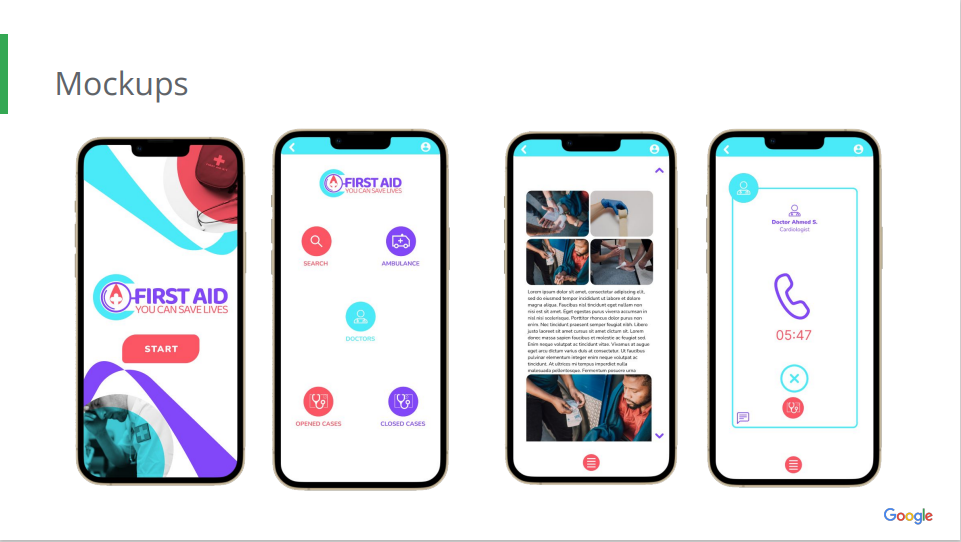 Mockups
FIRST AID
YOU CAN SAVE LIVES
START
FIRST AID
YOU CAN SAVE LIVES
SEARCH
AMBULANCE
DOCTORS
OPENED CASES
CLOSED CASES
Lorem ipsum dolor sit amet, consectetur adipiscing elit,
sed do eiusmod tempor incididunt ut labore et dolore
magna aliqua. Faucibus nisl tincidunt eget nullam non
nisi est sit amet. Eget egestas purus viverra accumsan in
nisl nisi scelerisque. Porttitor rhoncus dolor purus non
enim. Nec tincidunt praesent semper feugiat nibh. Libero
justo laoreet sit amet cursus sit amet dictum sit. Lorem
donec massa sapien faucibus et molestie ac feugiat sed.
Enim neque volutpat ac tincidunt vitae. Vivamus at augue
eget arcu dictum varius duis at consectetur. Ut faucibus
pulvinar elementum integer enim neque volutpat ac
tincidunt. At ultrices mi tempus imperdiet nulla
malesuada pellentesque. Fermentum posuere urna
Doctor Ahmed S.
Cardiologist
05:47
Google